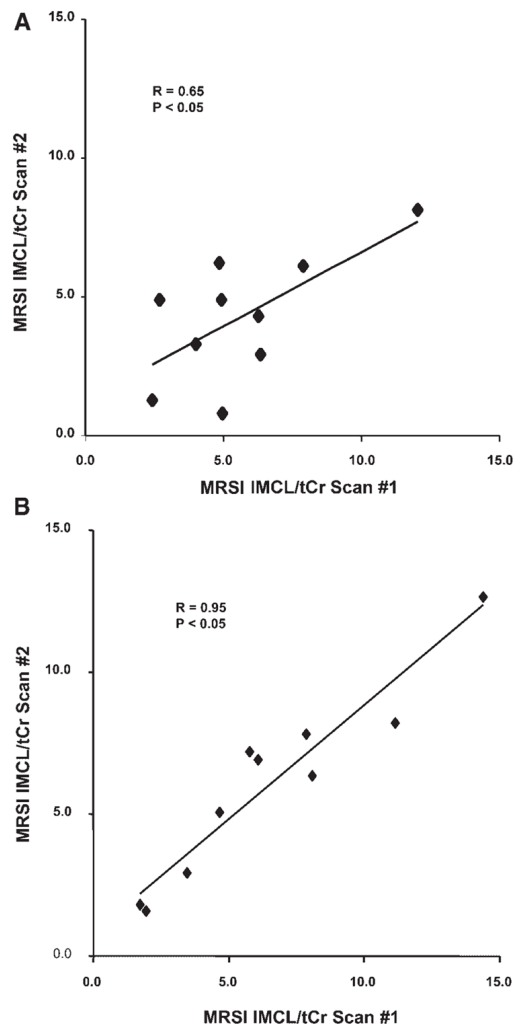 A
15.0
R = 0.65
P < 0.05
10.0
MRSI IMCL/tCr Scan #2
5.0
0.0
0.0 5.0 10.0 15.0
MRSI IMCL/tCr Scan #1
B
15.0
R = 0.95
P < 0.05
10.0
MRSI IMCL/tCr Scan #2
5.0
0.0
0.0 5.0 10.0 15.0
MRSI IMCL/tCr Scan #1